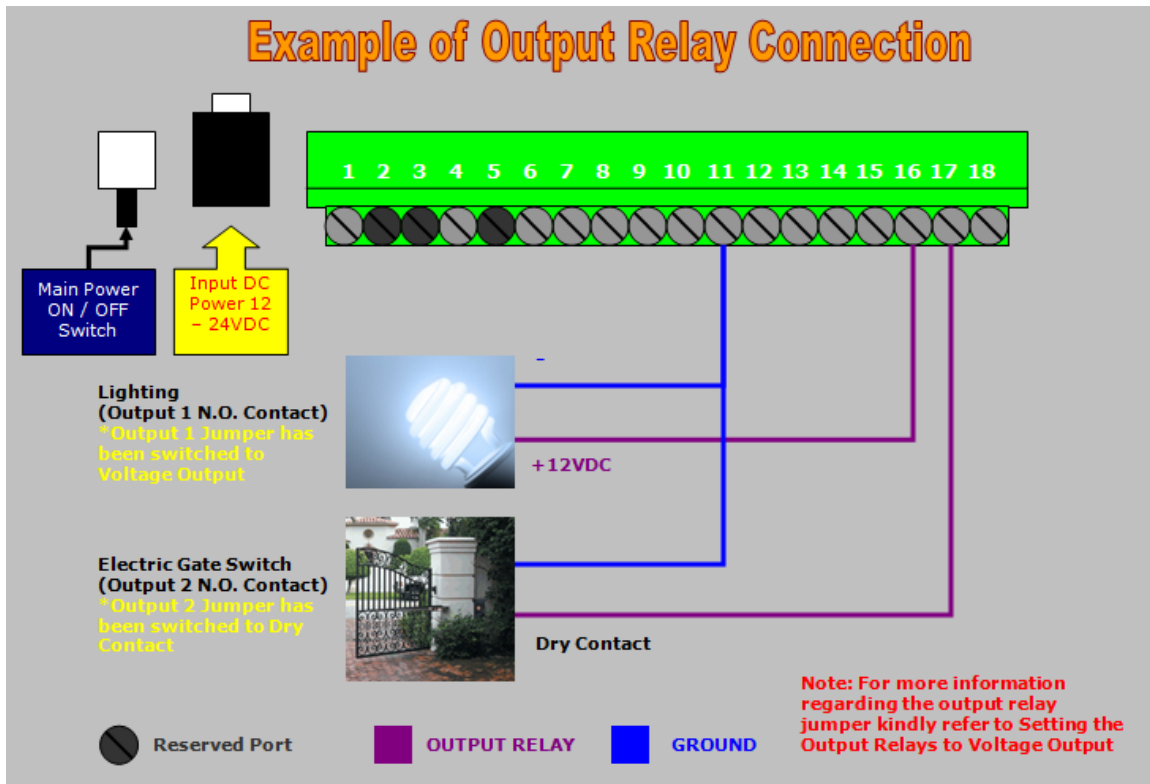 Example of Output Relay Connection
1 2 3 4 5 6 7 8 9 10 11 12 13 14 15 16 17 18
Main Power
ON / OFF
Switch
Input DC
Power 12
– 24VDC
Lighting
(Output 1 N.O. Contact)
*Output 1 Jumper has
been switched to
Voltage Output
-
+12VDC
Electric Gate Switch
(Output 2 N.O. Contact)
*Output 2 Jumper has
been switched to Dry
Contact
Dry Contact
Note: For more information
regarding the output relay
jumper kindly refer to Setting the
Output Relays to Voltage Output
Reserved Port
OUTPUT RELAY
GROUND